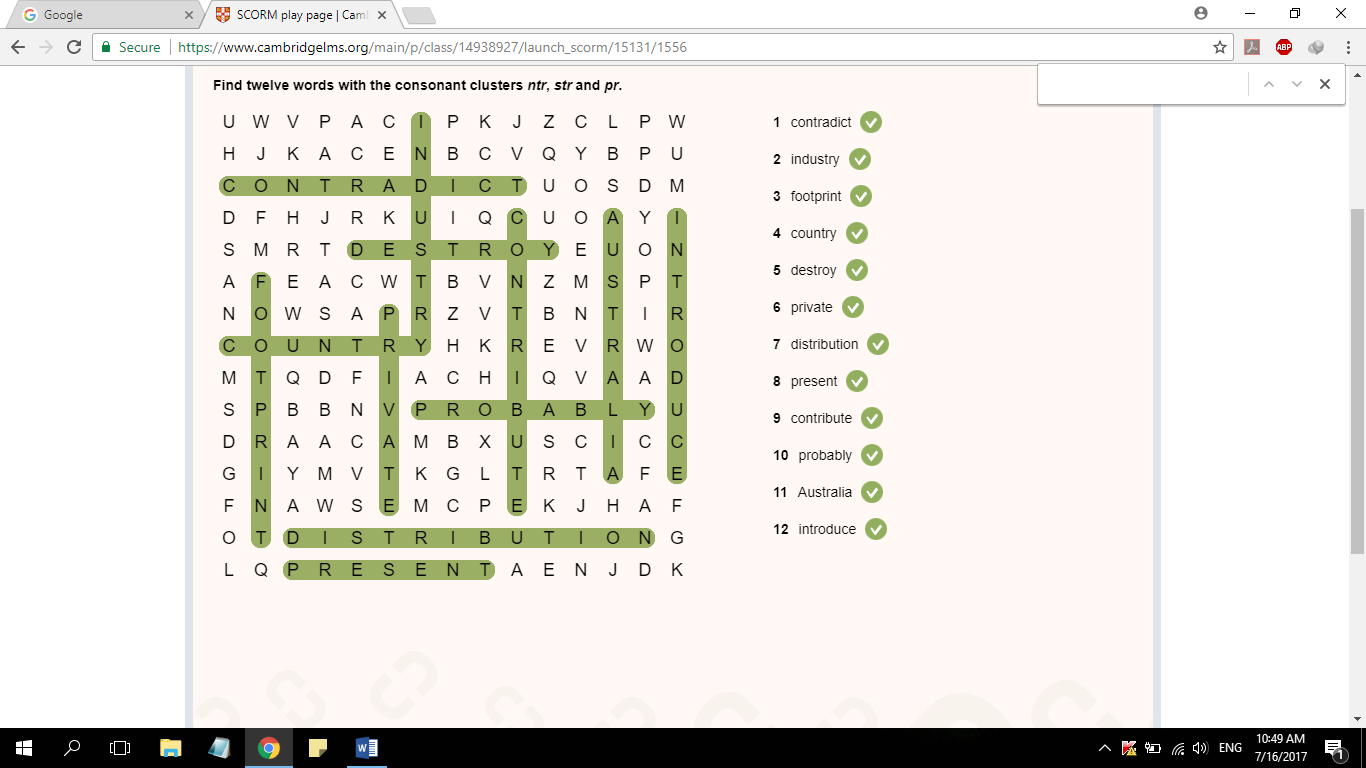 Google
SCORM play page | Cam
Secure
https://www.cambridgelms.org/main/p/class/14938927/launch_scorm/15131/1556
ABP
Find twelve words with the consonant clusters ntr, str and pr.
U W V P A C I P K J Z C L P W
H J K A C E N B C V Q Y B P U
C O N T R A D I C T U O S D M
D F H J R K U I Q C U O A Y I
S M R T D E S T R O Y E U O N
A F E A C W T B V N Z M S P T
N O W S A P R Z V T B N T I R
C O U N T R Y H K R E V R W O
M T Q D F I A C H I Q V A A D
S P B B N V P R O B A B L Y U
D R A A C A M B X U S C I C C
G I Y M V T K G L T R T A F E
F N A W S E M C P E K J H A F
O T D I S T R I B U T I O N G
L Q P R E S E N T A E N J D K
1 contradict
2 industry
3 footprint
4 country
5 destroy
6 private
7 distribution
8 present
9 contribute
10 probably
11 Australia
12 introduce
ENG
10:49 AM
7/16/2017
1